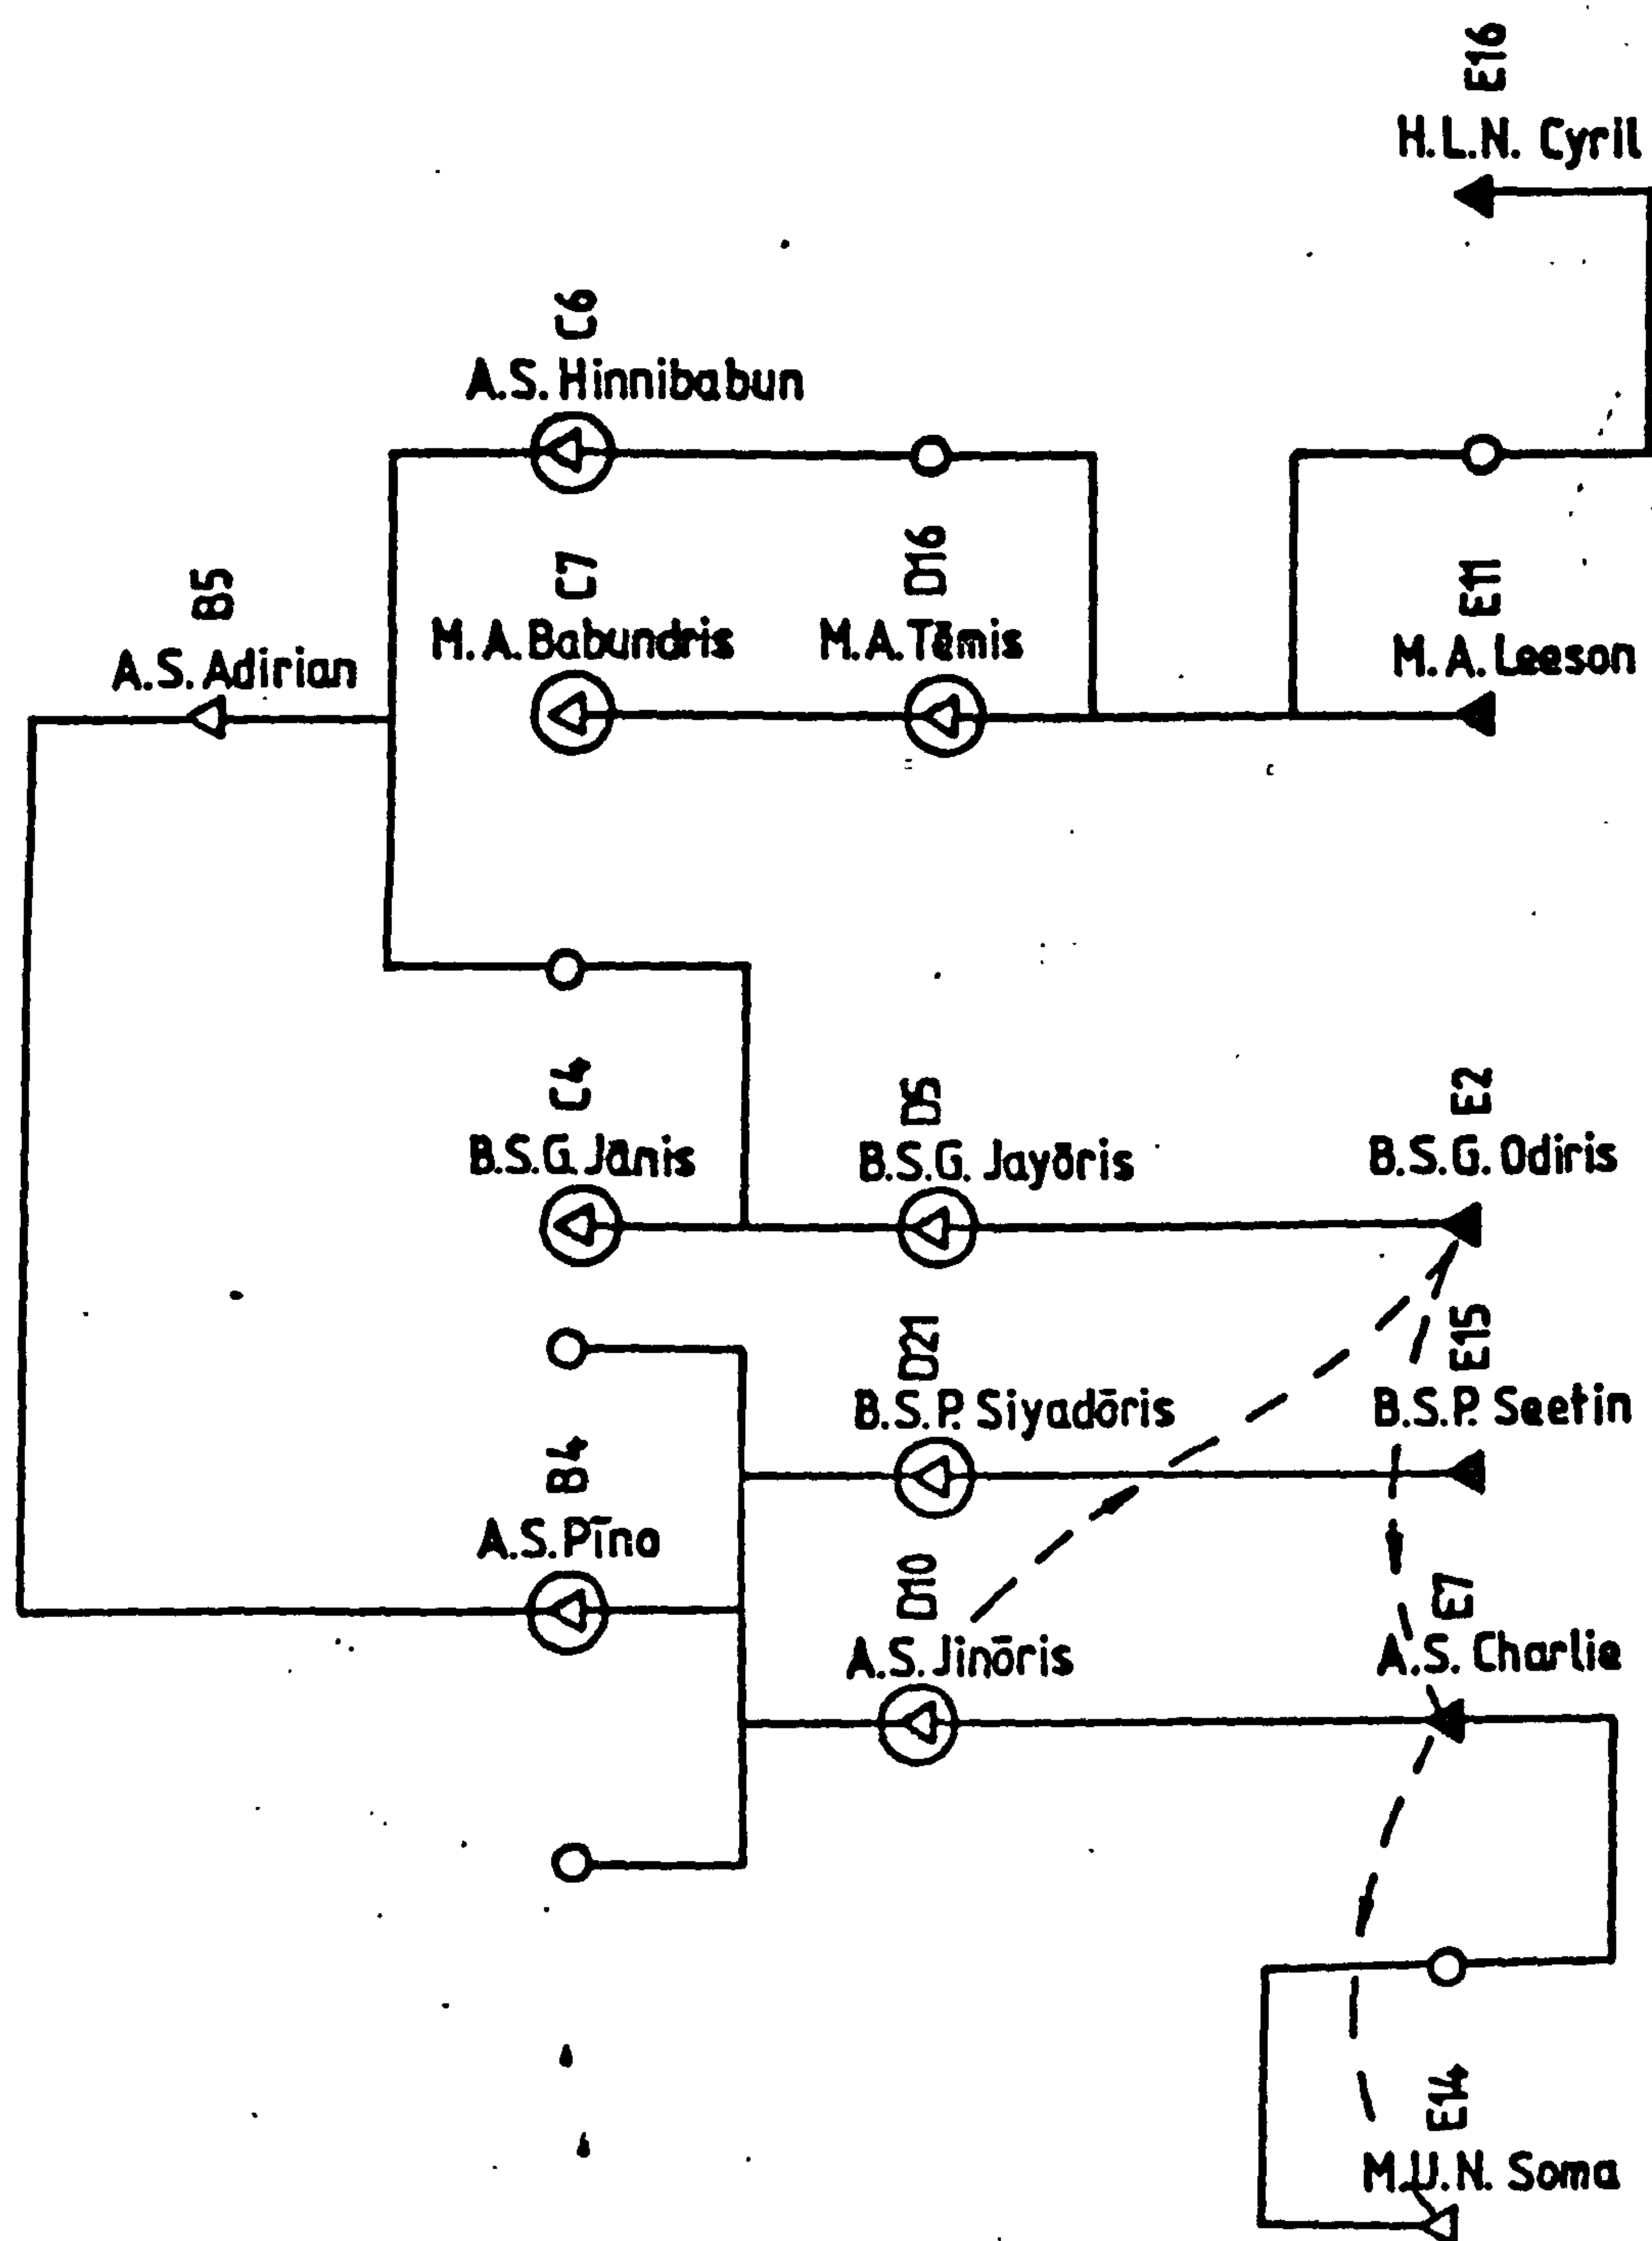 E16
H.L.N. Cyril
C6
A.S. Hinnibabun
B5
A.S. Adirian
C7
M.A. Babundris
D16
M.A. Tēmis
E11
M.A. Leeson
C4
B.S.G. Jānis
D5
B.S.G. Jayōris
E2
B.S.G. Odiris
D21
B.S.P. Siyadōris
E15
B.S.P. Seetin
B4
A.S. Pīna
D10
A.S. Jinōris
E7
A.S. Charlie
E14
M.U.N. Soma